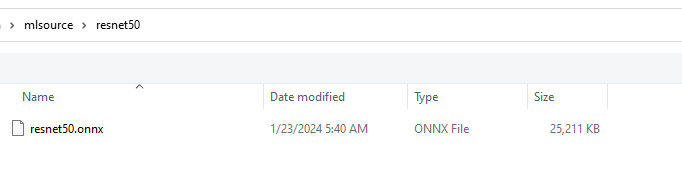 > mlsource > resnet50
Name Date modified Type Size
resnet50.onnx 1/23/2024 5:40 AM ONNX File 25,211 KB